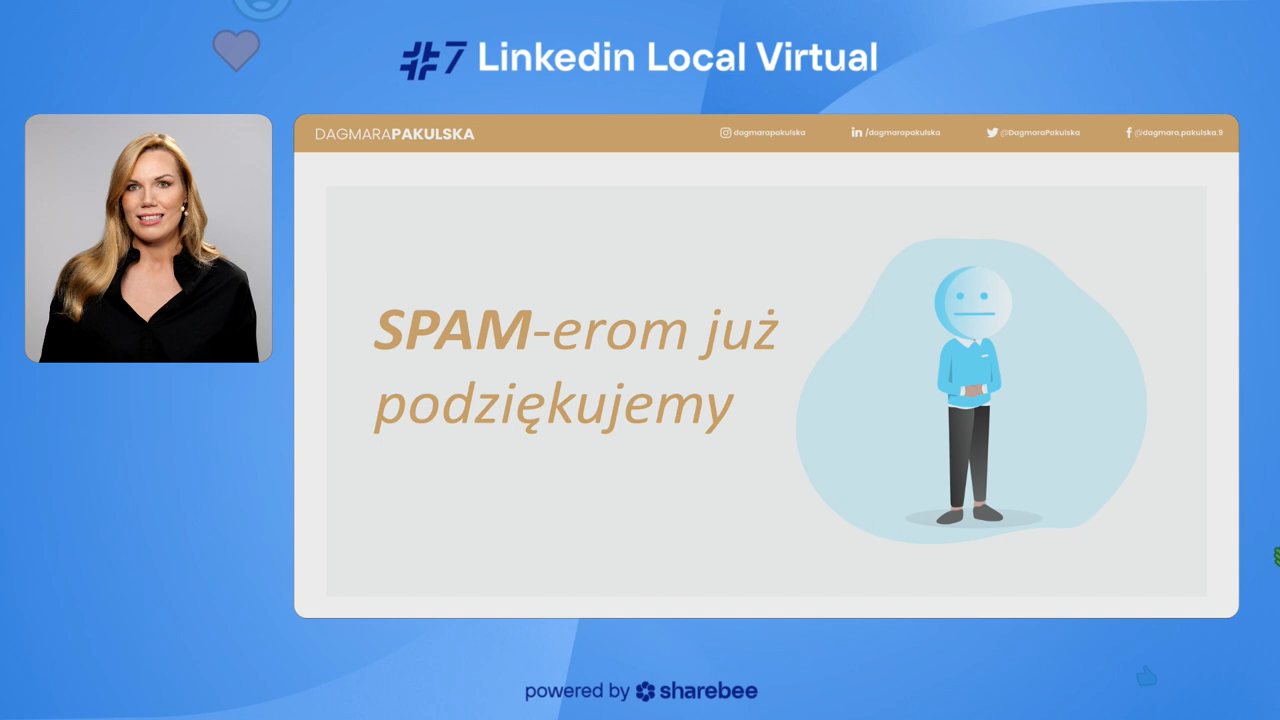 #7 Linkedin Local Virtual
DAGMARAPAKULSKA
dagmarapakulska
/dagmarapakulska
@DagmaraPakulska
@dagmara.pakulska.9
SPAM-erom już
podziękujemy
powered by sharebee